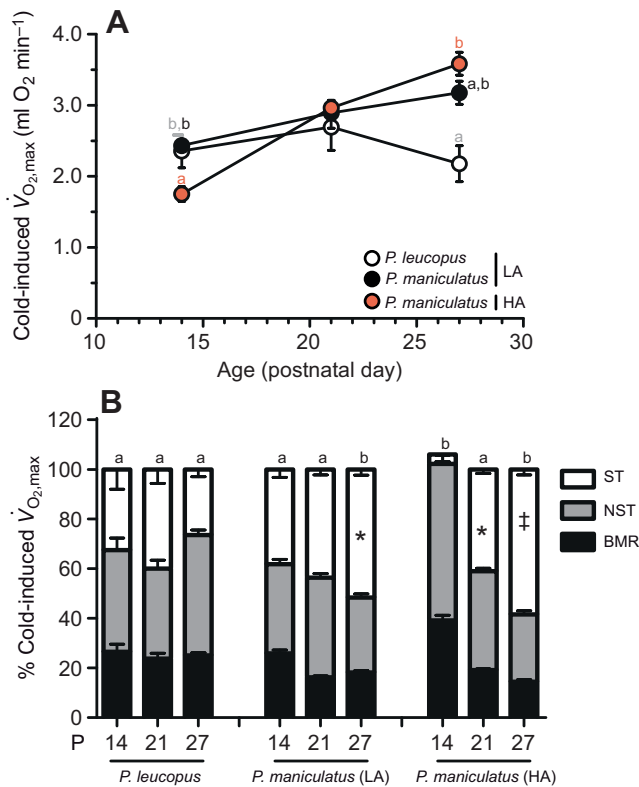 A
Cold-induced V̇O2,max (ml O2 min−1)
4.0
3.0
2.0
1.0
0
b,b
a
b
a,b
a
P. leucopus
P. maniculatus
LA
P. maniculatus
HA
10 15 20 25 30
Age (postnatal day)
B
% Cold-induced V̇O2,max
120
100
80
60
40
20
0
a a a a a b b a b
* * ‡
ST
NST
BMR
P 14 21 27 14 21 27 14 21 27
P. leucopus P. maniculatus (LA) P. maniculatus (HA)